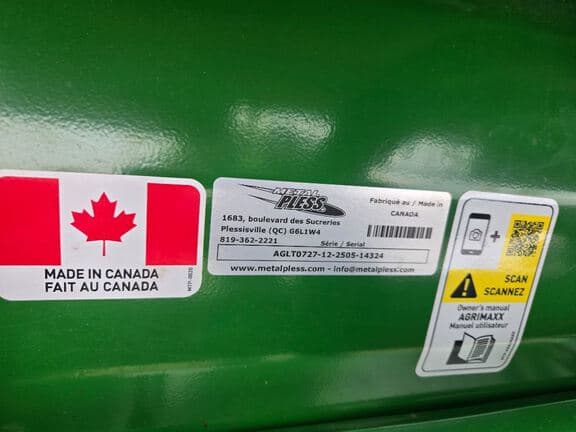 MADE IN CANADA
FAIT AU CANADA
METAL
PLESS
Fabriqué au / Made in
CANADA
1683, boulevard des Sucreries
Plessisville (QC) G6L1W4
819-362-2221
Série / Serial
AGLT0727-12-2505-14324
www.metalpless.com - info@metalpless.com
+
SCAN
SCANNEZ
Owner's manual
AGRIMAXX
Manuel utilisateur